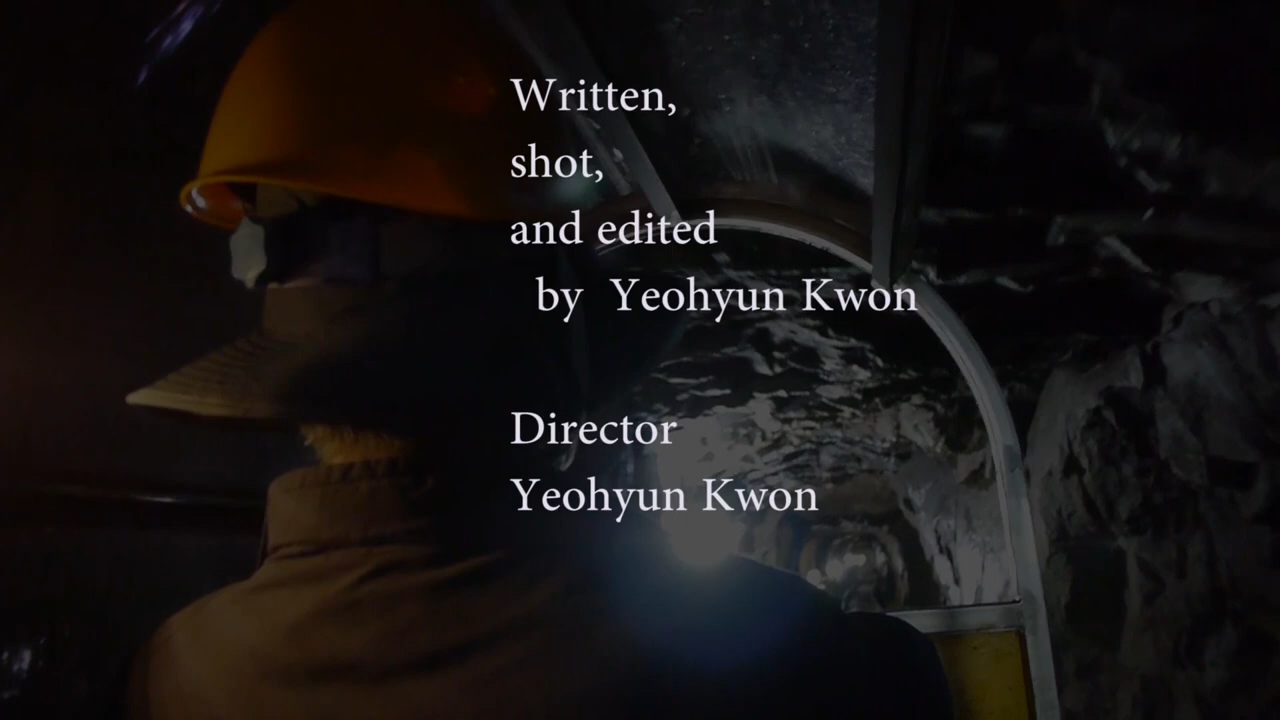 Written,
shot,
and edited
by Yeohyun Kwon
Director
Yeohyun Kwon